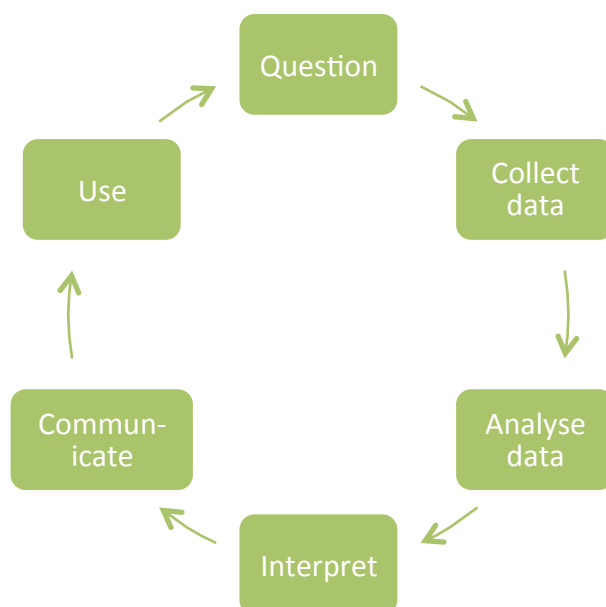 Question
Collect
data
Analyse
data
Interpret
Commun-
icate
Use